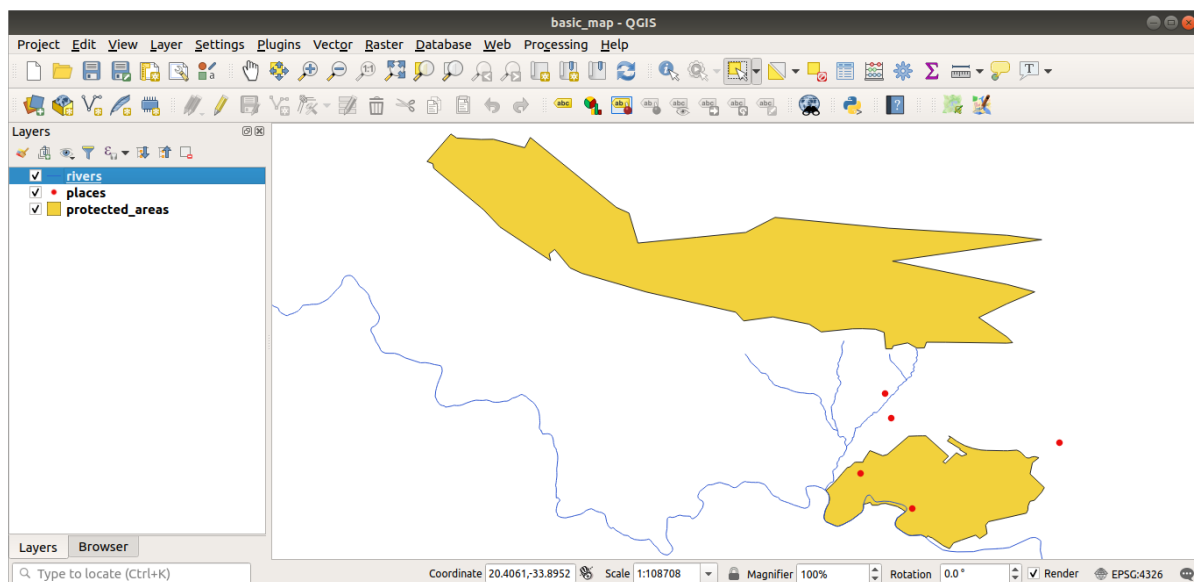 basic_map - QGIS
Project Edit View Layer Settings Plugins Vector Raster Database Web Processing Help
Layers
rivers
places
protected_areas
Layers Browser
Type to locate (Ctrl+K) Coordinate 20.4061,-33.8952 Scale 1:108708 Magnifier 100% Rotation 0.0 ° Render EPSG:4326